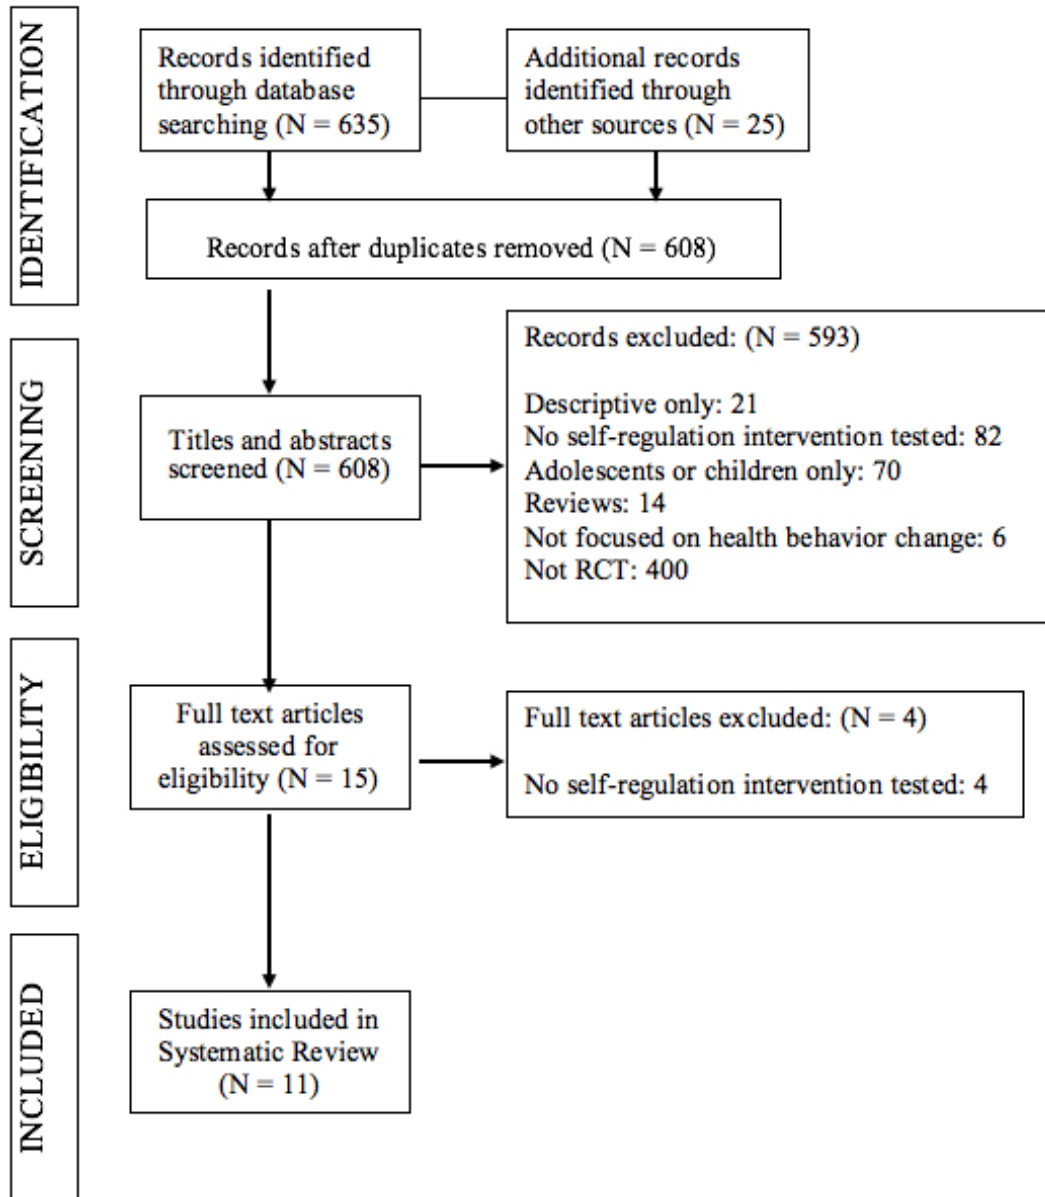 IDENTIFICATION
Records identified
through database
searching (N = 635)
Additional records
identified through
other sources (N = 25)
Records after duplicates removed (N = 608)
SCREENING
Titles and abstracts
screened (N = 608)
Records excluded: (N = 593)
Descriptive only: 21
No self-regulation intervention tested: 82
Adolescents or children only: 70
Reviews: 14
Not focused on health behavior change: 6
Not RCT: 400
ELIGIBILITY
Full text articles
assessed for
eligibility (N = 15)
Full text articles excluded: (N = 4)
No self-regulation intervention tested: 4
INCLUDED
Studies included in
Systematic Review
(N = 11)